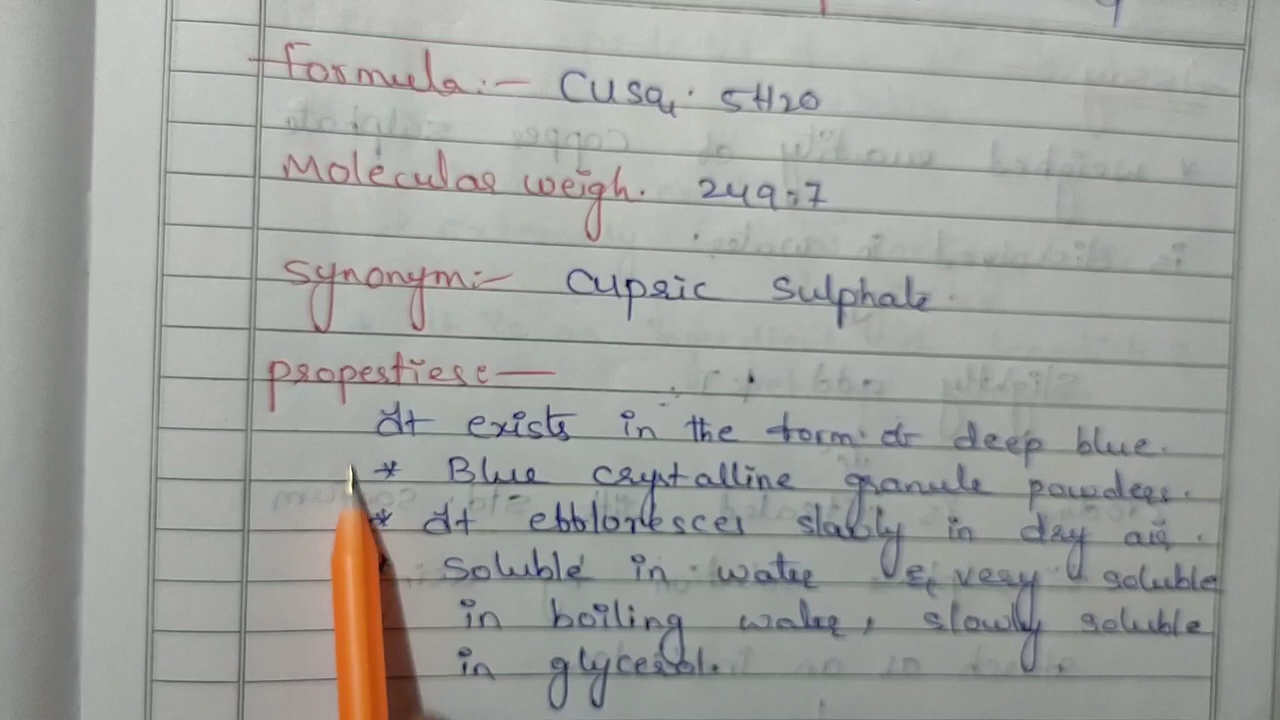 Formula:- CUSO4. 5H20
Molecular weigh. 249.7
Synonym:- Cupric Sulphate
properties:-
It exists in the form of deep blue.
* Blue crystalline granule powders.
* It effloresces slowly in dry air.
Soluble in water & very soluble
in boiling water, slowly soluble
in glycerol.